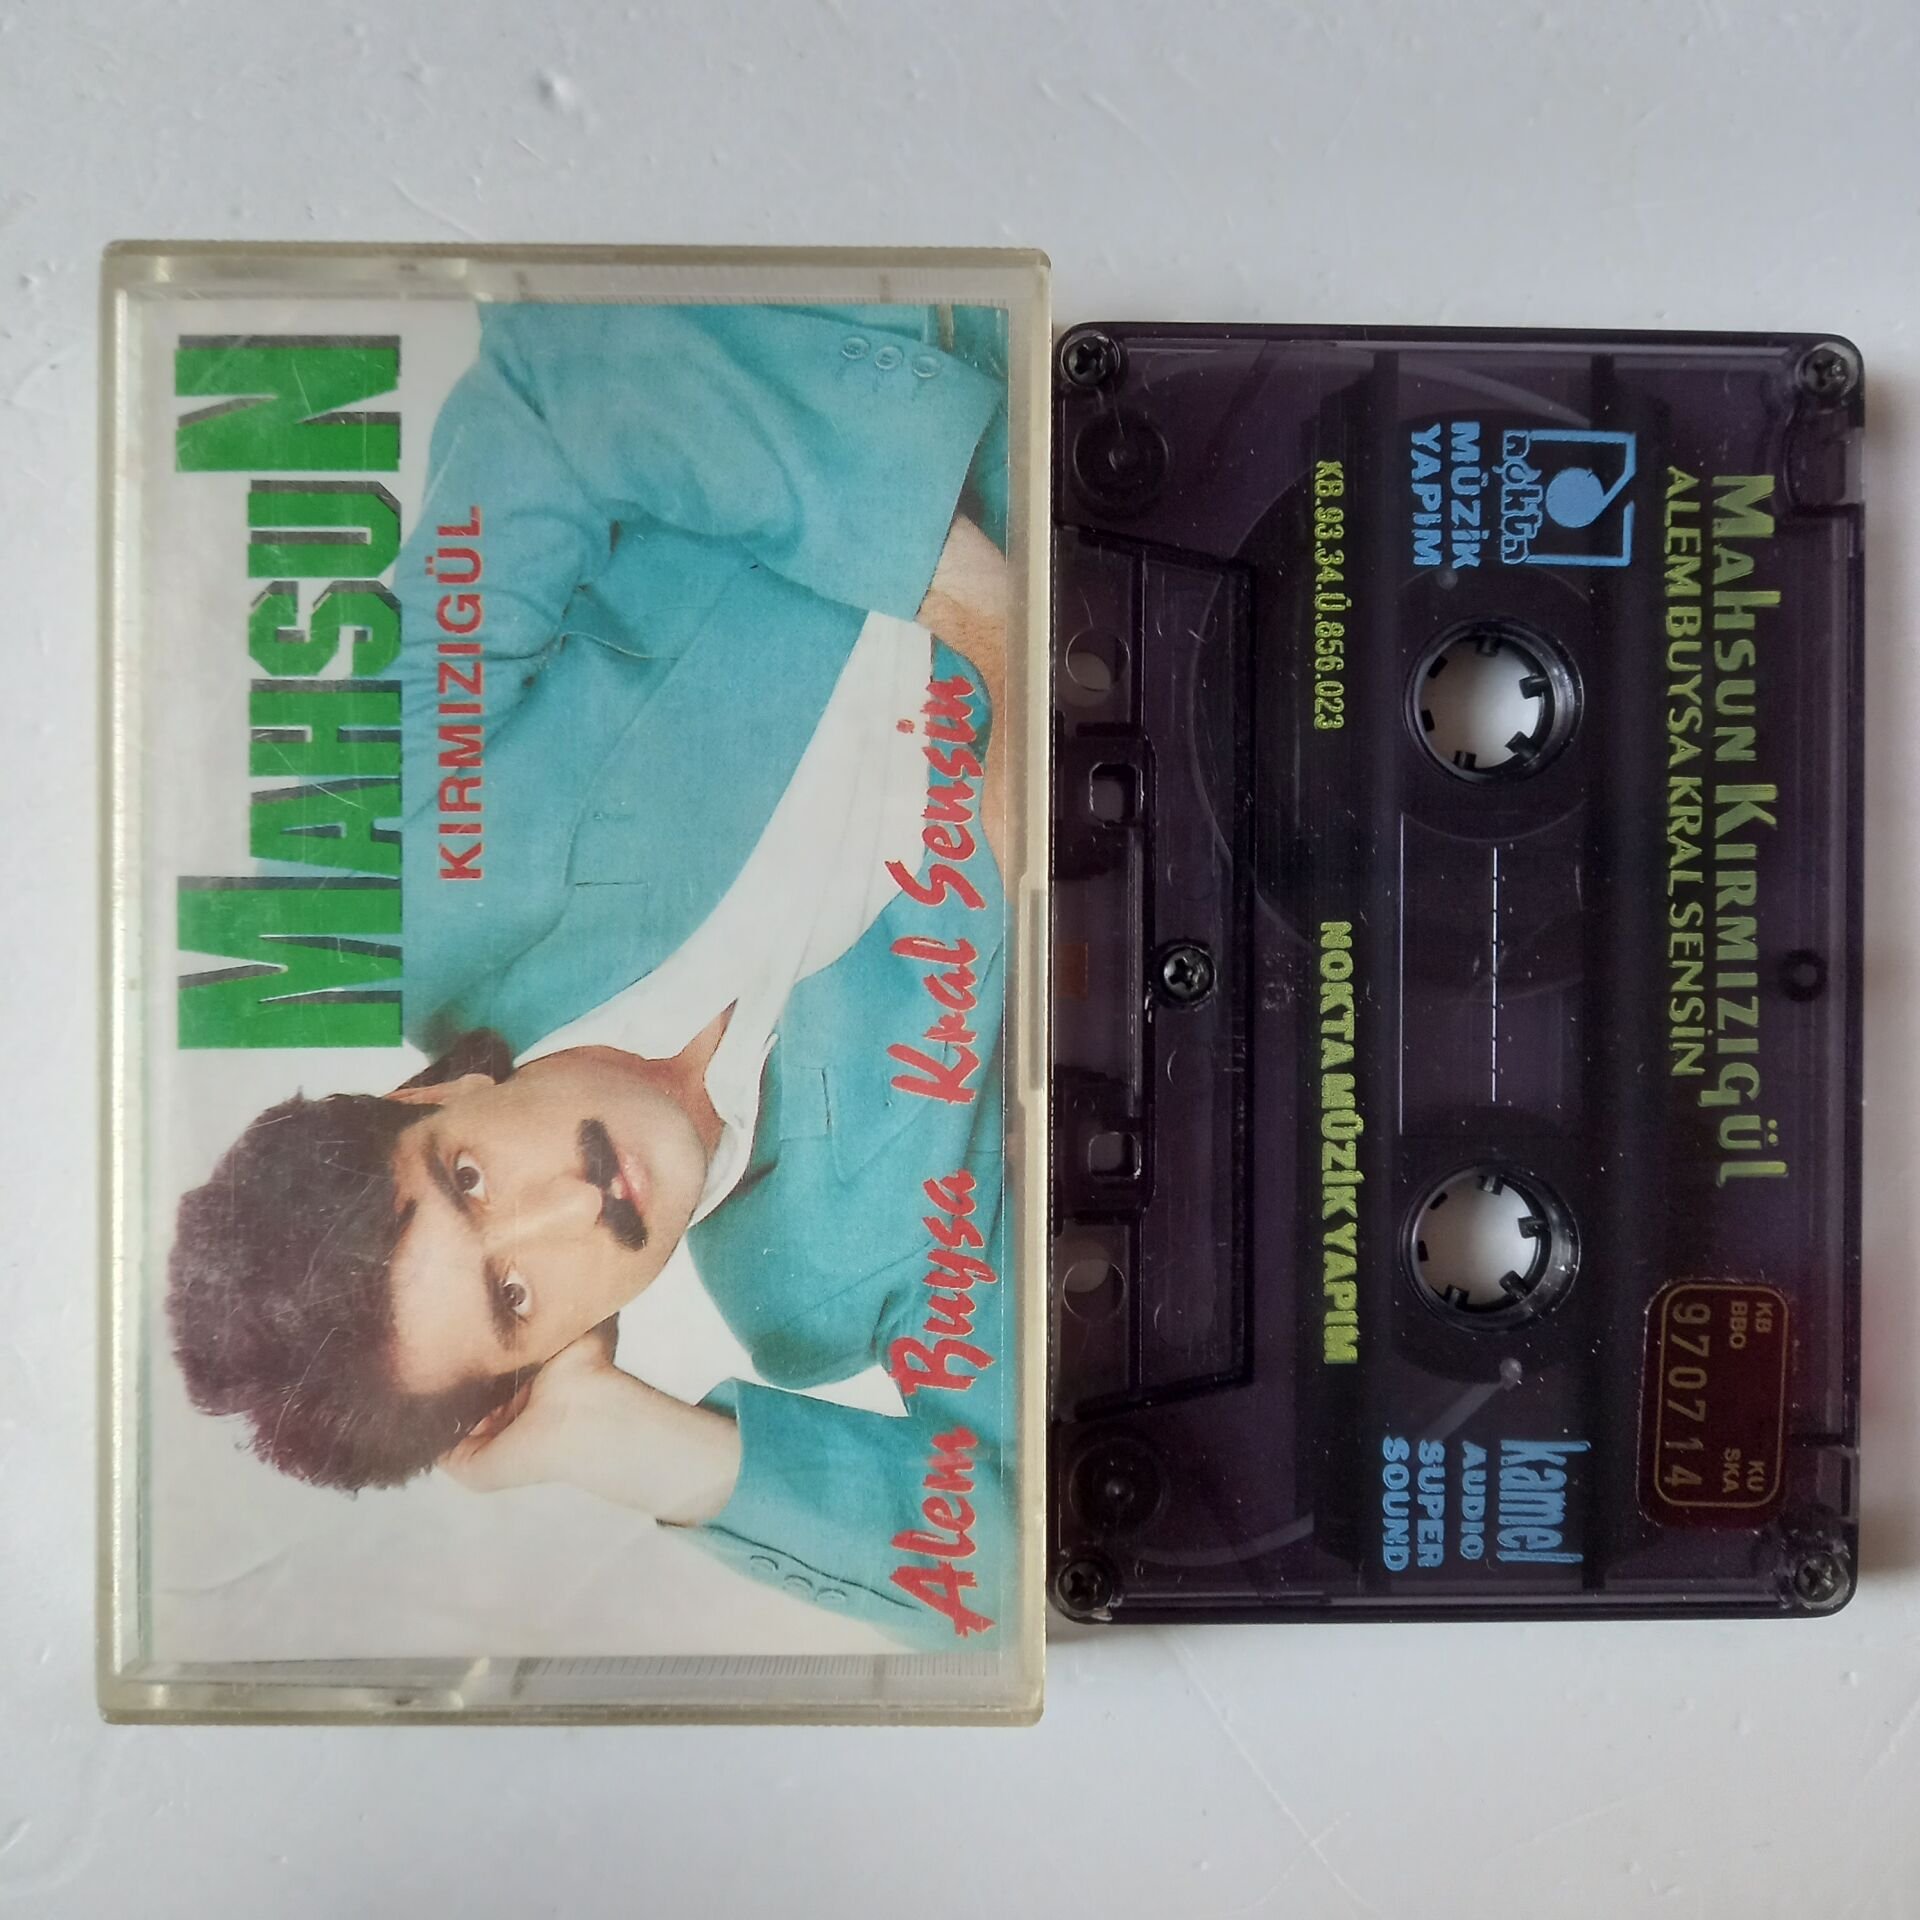 MAHSUN
KIRMIZIGÜL
Alem Buysa Kral Sensin
MAHSUN KIRMIZIGÜL
ALEM BUYSA KRAL SENSİN
nokta
MÜZİK
YAPIM
KB.93.34.Ü.856.023
NOKTA MÜZİK YAPIM
kamel
AUDIO
SUPER
SOUND
KB KU
BBO SKA
970714